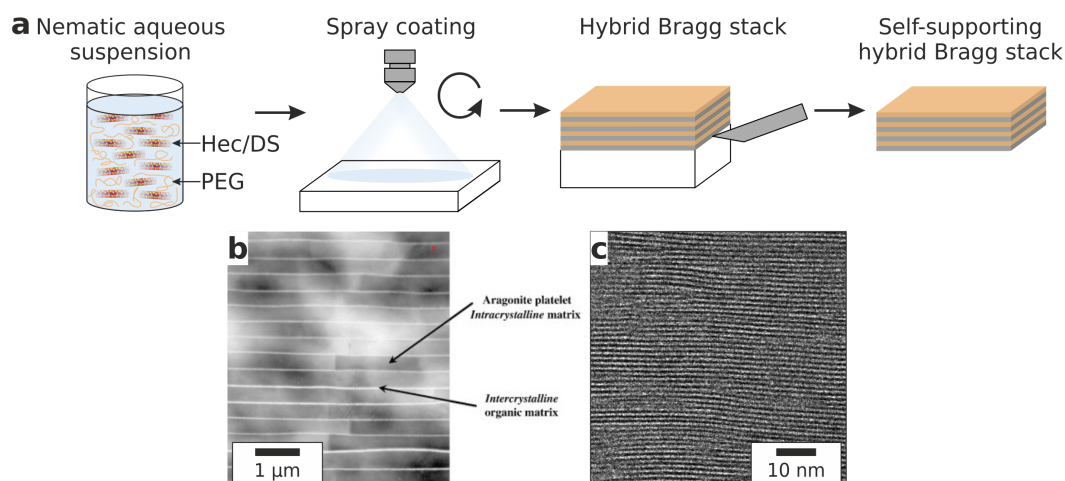 a
Nematic aqueous
suspension
Spray coating
Hybrid Bragg stack
Self-supporting
hybrid Bragg stack
Hec/DS
PEG
b
Aragonite platelet
Intracrystalline matrix
Intercrystalline
organic matrix
1 µm
c
10 nm